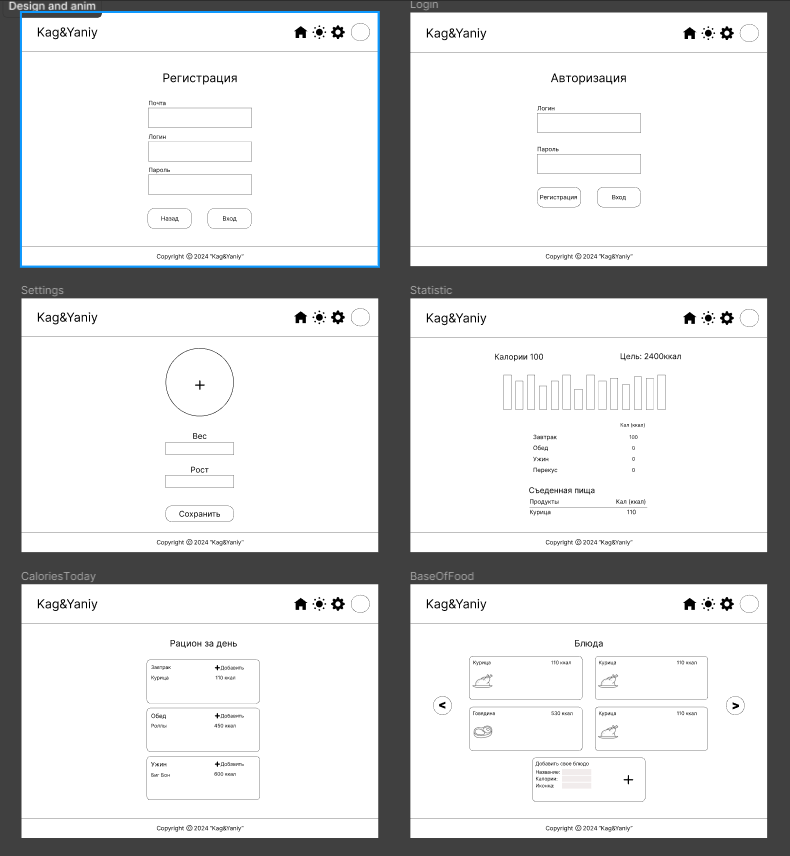 Design and anim
Kag&Yaniy
Регистрация
Почта
Логин
Пароль
Назад
Вход
Copyright © 2024 "Kag&Yaniy"
Login
Kag&Yaniy
Авторизация
Логин
Пароль
Регистрация
Вход
Copyright © 2024 "Kag&Yaniy"
Settings
Kag&Yaniy
+
Вес
Рост
Сохранить
Copyright © 2024 "Kag&Yaniy"
Statistic
Kag&Yaniy
Калории 100 Цель: 2400ккал
Кал (ккал)
Завтрак 100
Обед 0
Ужин 0
Перекус 0
Съеденная пища
Продукты Кал (ккал)
Курица 110
Copyright © 2024 "Kag&Yaniy"
CaloriesToday
Kag&Yaniy
Рацион за день
Завтрак +Добавить
Курица 110 ккал
Обед +Добавить
Роллы 450 ккал
Ужин +Добавить
Биг Бон 600 ккал
Copyright © 2024 "Kag&Yaniy"
BaseOfFood
Kag&Yaniy
Блюда
Курица 110 ккал
Курица 110 ккал
< >
Говядина 530 ккал
Курица 110 ккал
Добавить свое блюдо
Название:
Калории:
Иконка:
+
Copyright © 2024 "Kag&Yaniy"